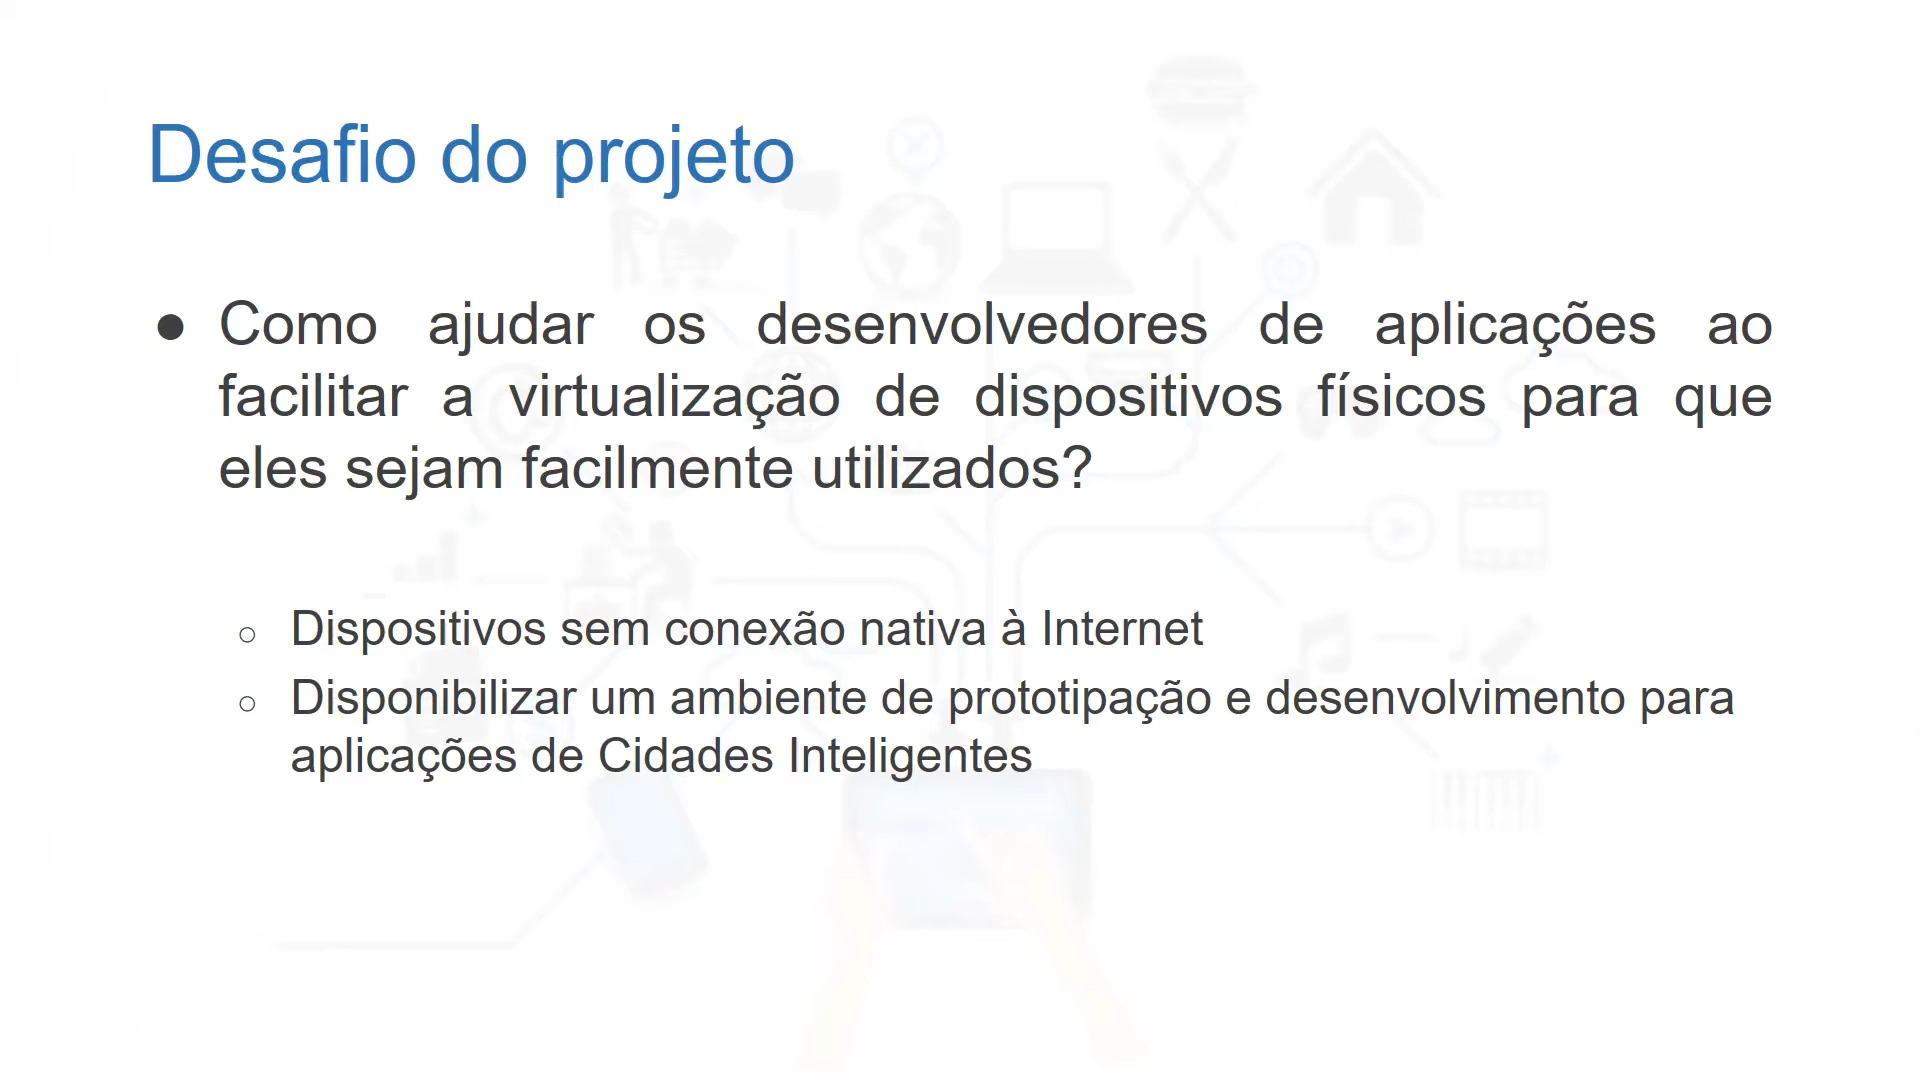 Desafio do projeto
● Como ajudar os desenvolvedores de aplicações ao
facilitar a virtualização de dispositivos físicos para que
eles sejam facilmente utilizados?
○ Dispositivos sem conexão nativa à Internet
○ Disponibilizar um ambiente de prototipação e desenvolvimento para
aplicações de Cidades Inteligentes